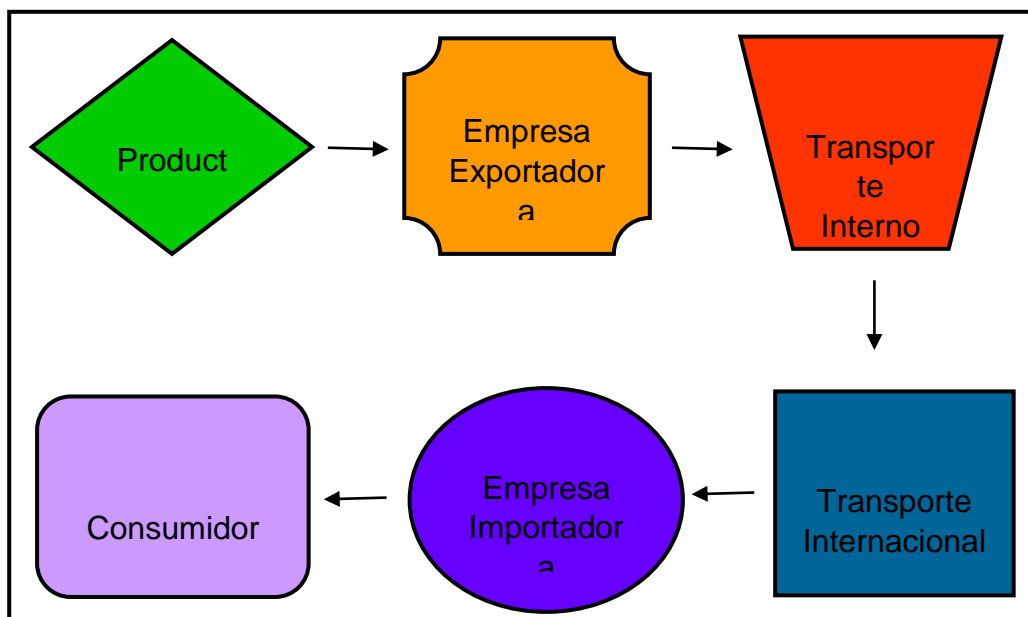 Product
Empresa
Exportador
a
Transpor
te
Interno
Consumidor
Empresa
Importador
a
Transporte
Internacional